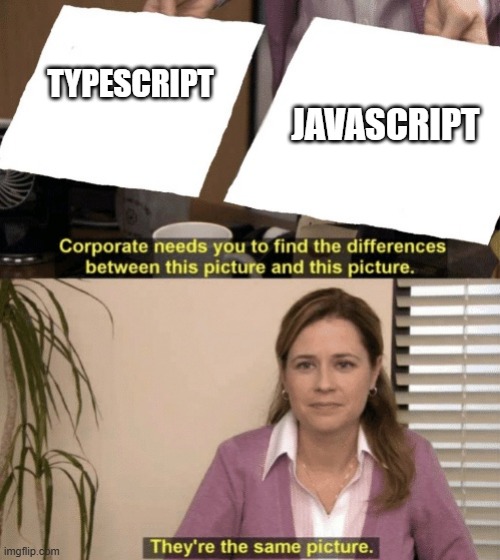 TYPESCRIPT
JAVASCRIPT
Corporate needs you to find the differences
between this picture and this picture.
They're the same picture.
imgflip.com